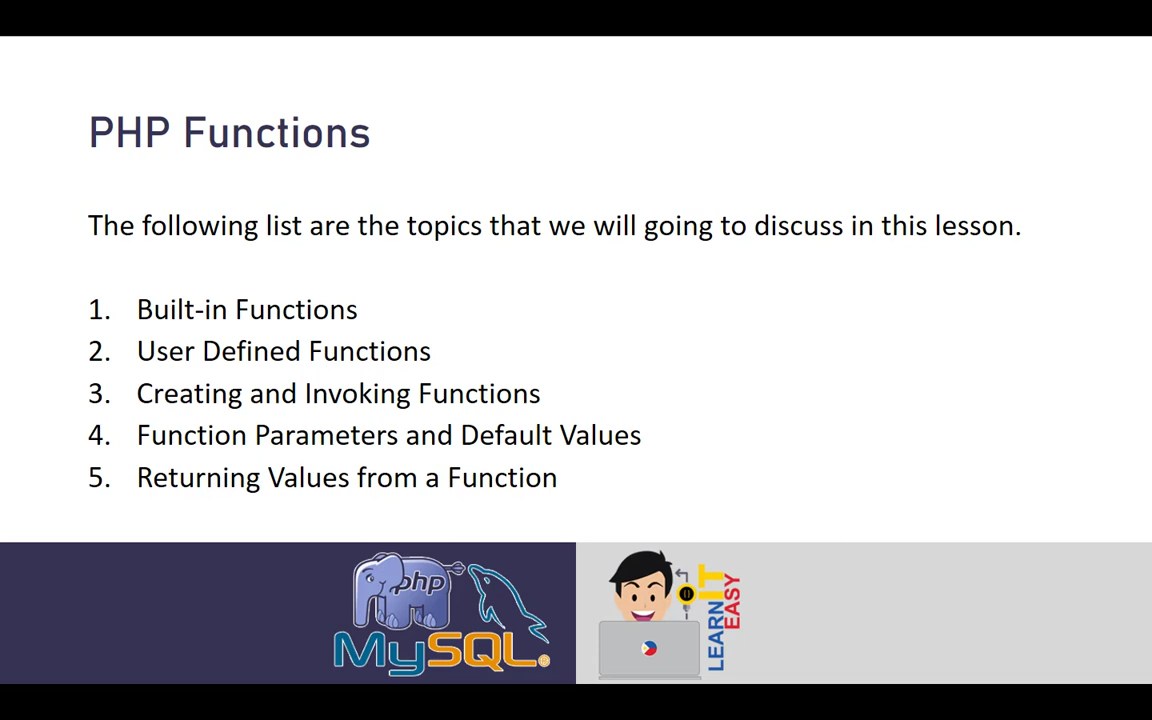 PHP Functions
The following list are the topics that we will going to discuss in this lesson.
1. Built-in Functions
2. User Defined Functions
3. Creating and Invoking Functions
4. Function Parameters and Default Values
5. Returning Values from a Function
php
MySQL
LEARN IT
EASY